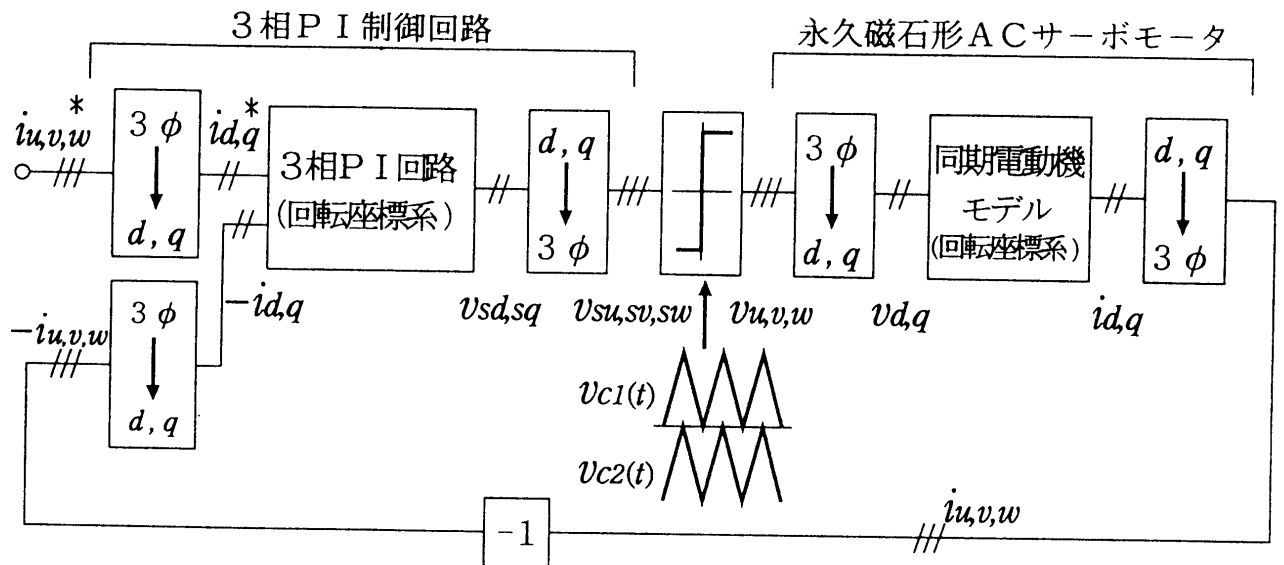 3相PI制御回路
永久磁石形ACサーボモータ
iu,v,w*
3φ
d,q
id,q*
3相PI回路
(回転座標系)
d,q
3φ
3φ
d,q
同期電動機
モデル
(回転座標系)
d,q
3φ
-iu,v,w
3φ
d,q
-id,q
vsd,sq
vsu,sv,sw
vu,v,w
vd,q
id,q
vc1(t)
vc2(t)
-1
iu,v,w